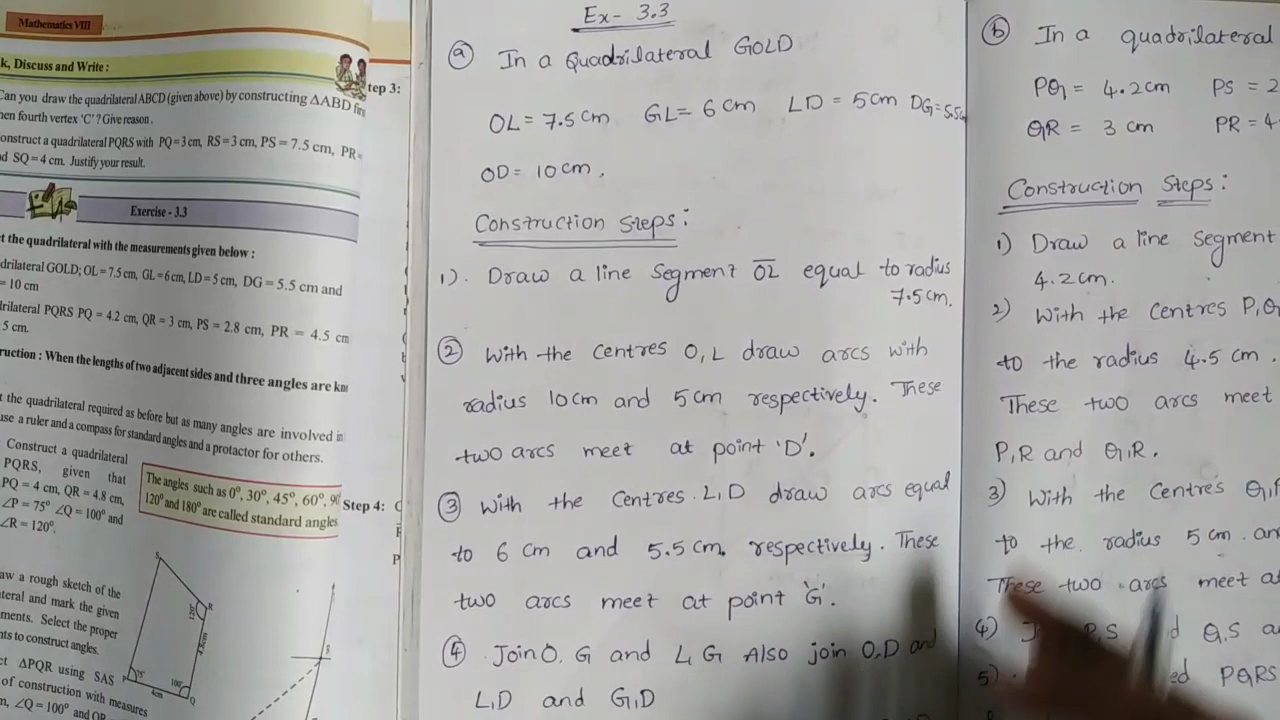 Mathematics VIII
k, Discuss and Write :
Can you draw the quadrilateral ABCD (given above) by constructing ΔABD
hen fourth vertex 'C' ? Give reason .
onstruct a quadrilateral PQRS with PQ = 3 cm, RS = 3 cm, PS = 7.5 cm, PR
d SQ = 4 cm. Justify your result.
Exercise - 3.3
t the quadrilateral with the measurements given below :
drilateral GOLD; OL = 7.5 cm, GL = 6 cm, LD = 5 cm, DG = 5.5 cm and
= 10 cm
rilateral PQRS PQ = 4.2 cm, QR = 3 cm, PS = 2.8 cm, PR = 4.5 cm
5 cm.
ruction : When the lengths of two adjacent sides and three angles are
t the quadrilateral required as before but as many angles are involved in
use a ruler and a compass for standard angles and a protactor for others.
Construct a quadrilateral
PQRS, given that
PQ = 4 cm, QR = 4.8 cm,
∠P = 75° ∠Q = 100° and
∠R = 120°.
The angles such as 0°, 30°, 45°, 60°, 90
120° and 180° are called standard angles
aw a rough sketch of the
teral and mark the given
ments. Select the proper
nts to construct angles.
ct ΔPQR using SAS
of construction with measures
m, ∠Q = 100° and
S
R
120°
4.8cm
P
75°
4cm
100°
Q
tep 3:
Step 4:
Ex - 3.3
a In a Quadrilateral GOLD
OL = 7.5 cm GL = 6 cm LD = 5 cm DG = 5.5 cm
OD = 10 cm .
Construction Steps :
1). Draw a line Segment O̅L̅ equal to radius
7.5 cm.
2 With the Centres O, L draw arcs with
radius 10 cm and 5 cm respectively. These
two arcs meet at point 'D'.
3 With the Centres L, D draw arcs equal
to 6 cm and 5.5 cm. respectively. These
two arcs meet at point 'G'.
4 Join O, G and L, G Also join O, D and
L, D and G, D
b In a quadrilateral
PQ = 4.2 cm PS = 2
QR = 3 cm PR = 4
Construction Steps :
1) Draw a line Segment
4.2 cm.
2) With the Centres P, Q
to the radius 4.5 cm .
These two arcs meet
P, R and Q, R .
3) With the Centres Q,
to the radius 5 cm . an
These two arcs meet a
4) P, S Q, S a
5) PQRS